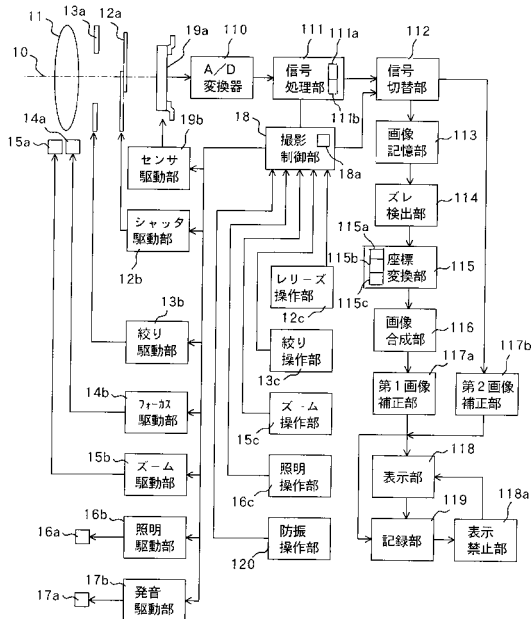 11
13a
12a
19a
110
111
111a
112
10
A/D
変換器
信号
処理部
信号
切替部
111b
14a
15a
18
19b
撮影
制御部
18a
画像
記憶部
113
センサ
駆動部
ズレ
検出部
114
シャッタ
駆動部
12b
115a
115b
115c
座標
変換部
115
レリーズ
操作部
12c
13b
画像
合成部
116
117b
117a
絞り
駆動部
絞り
操作部
13c
第1画像
補正部
第2画像
補正部
14b
フォーカス
駆動部
ズーム
操作部
15c
118
表示部
15b
ズーム
駆動部
照明
操作部
16c
119
118a
16b
16a
照明
駆動部
防振
操作部
120
記録部
表示
禁止部
17b
17a
発音
駆動部